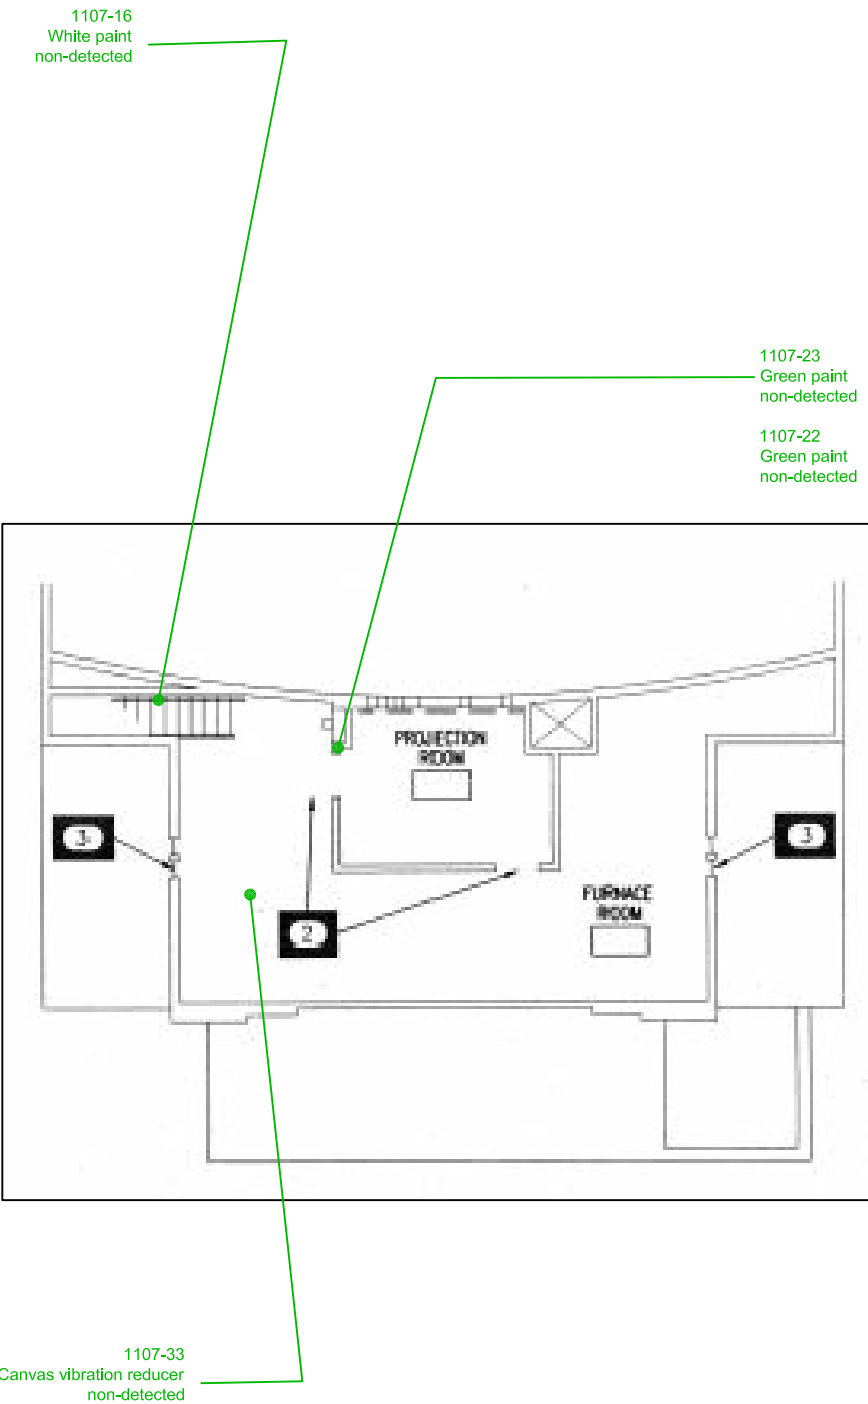 1107-16
White paint
non-detected
1107-23
Green paint
non-detected
1107-22
Green paint
non-detected
PROJECTION
ROOM
3
3
FURNACE
ROOM
2
1107-33
Canvas vibration reducer
non-detected